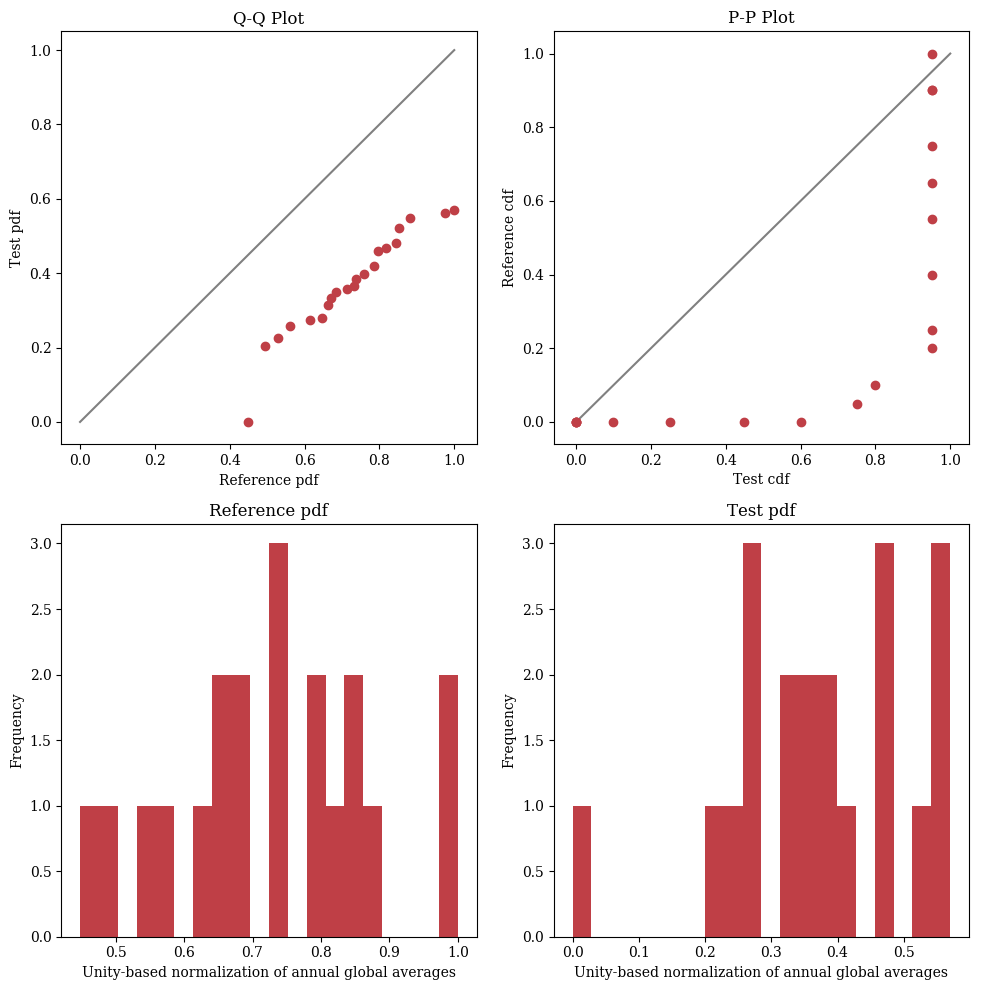 Q-Q Plot
1.0
0.8
0.6
0.4
0.2
0.0
Test pdf
0.0 0.2 0.4 0.6 0.8 1.0
Reference pdf
P-P Plot
1.0
0.8
0.6
0.4
0.2
0.0
Reference cdf
0.0 0.2 0.4 0.6 0.8 1.0
Test cdf
Reference pdf
3.0
2.5
2.0
1.5
1.0
0.5
0.0
Frequency
0.5 0.6 0.7 0.8 0.9 1.0
Unity-based normalization of annual global averages
Test pdf
3.0
2.5
2.0
1.5
1.0
0.5
0.0
Frequency
0.0 0.1 0.2 0.3 0.4 0.5
Unity-based normalization of annual global averages